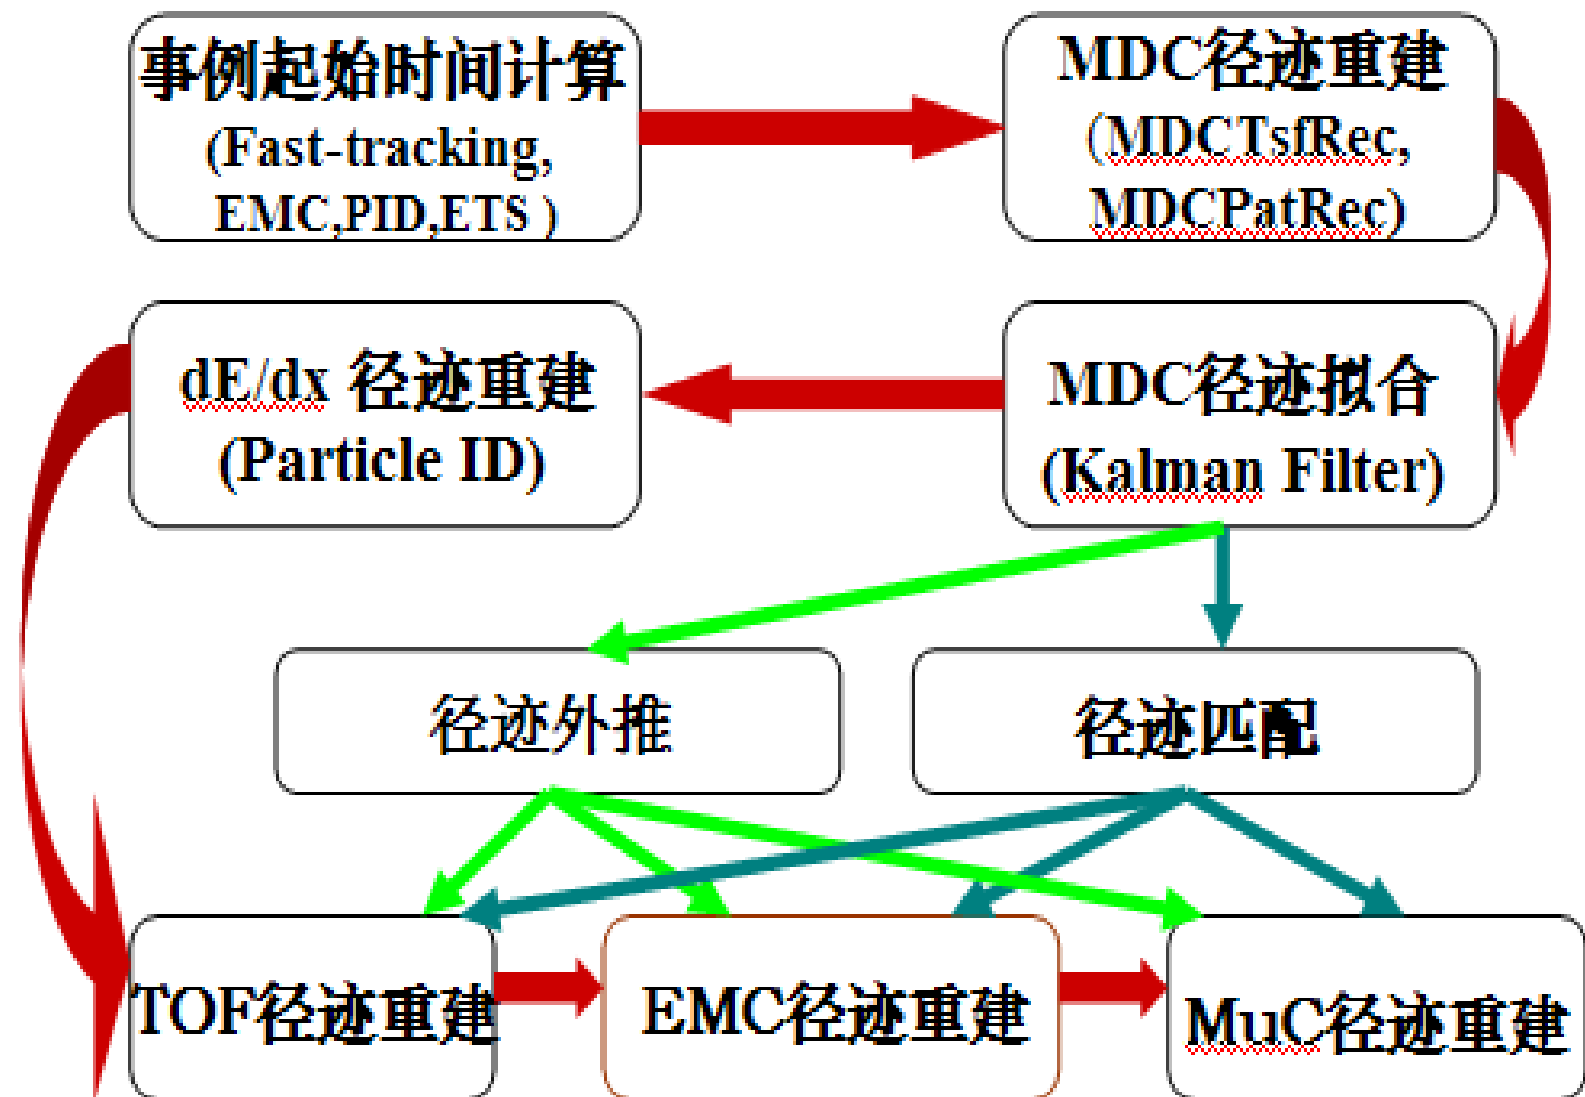 事例起始时间计算
(Fast-tracking,
EMC,PID,ETS )
MDC径迹重建
(MDCTsfRec,
MDCPatRec)
dE/dx 径迹重建
(Particle ID)
MDC径迹拟合
(Kalman Filter)
径迹外推
径迹匹配
TOF径迹重建
EMC径迹重建
MuC径迹重建